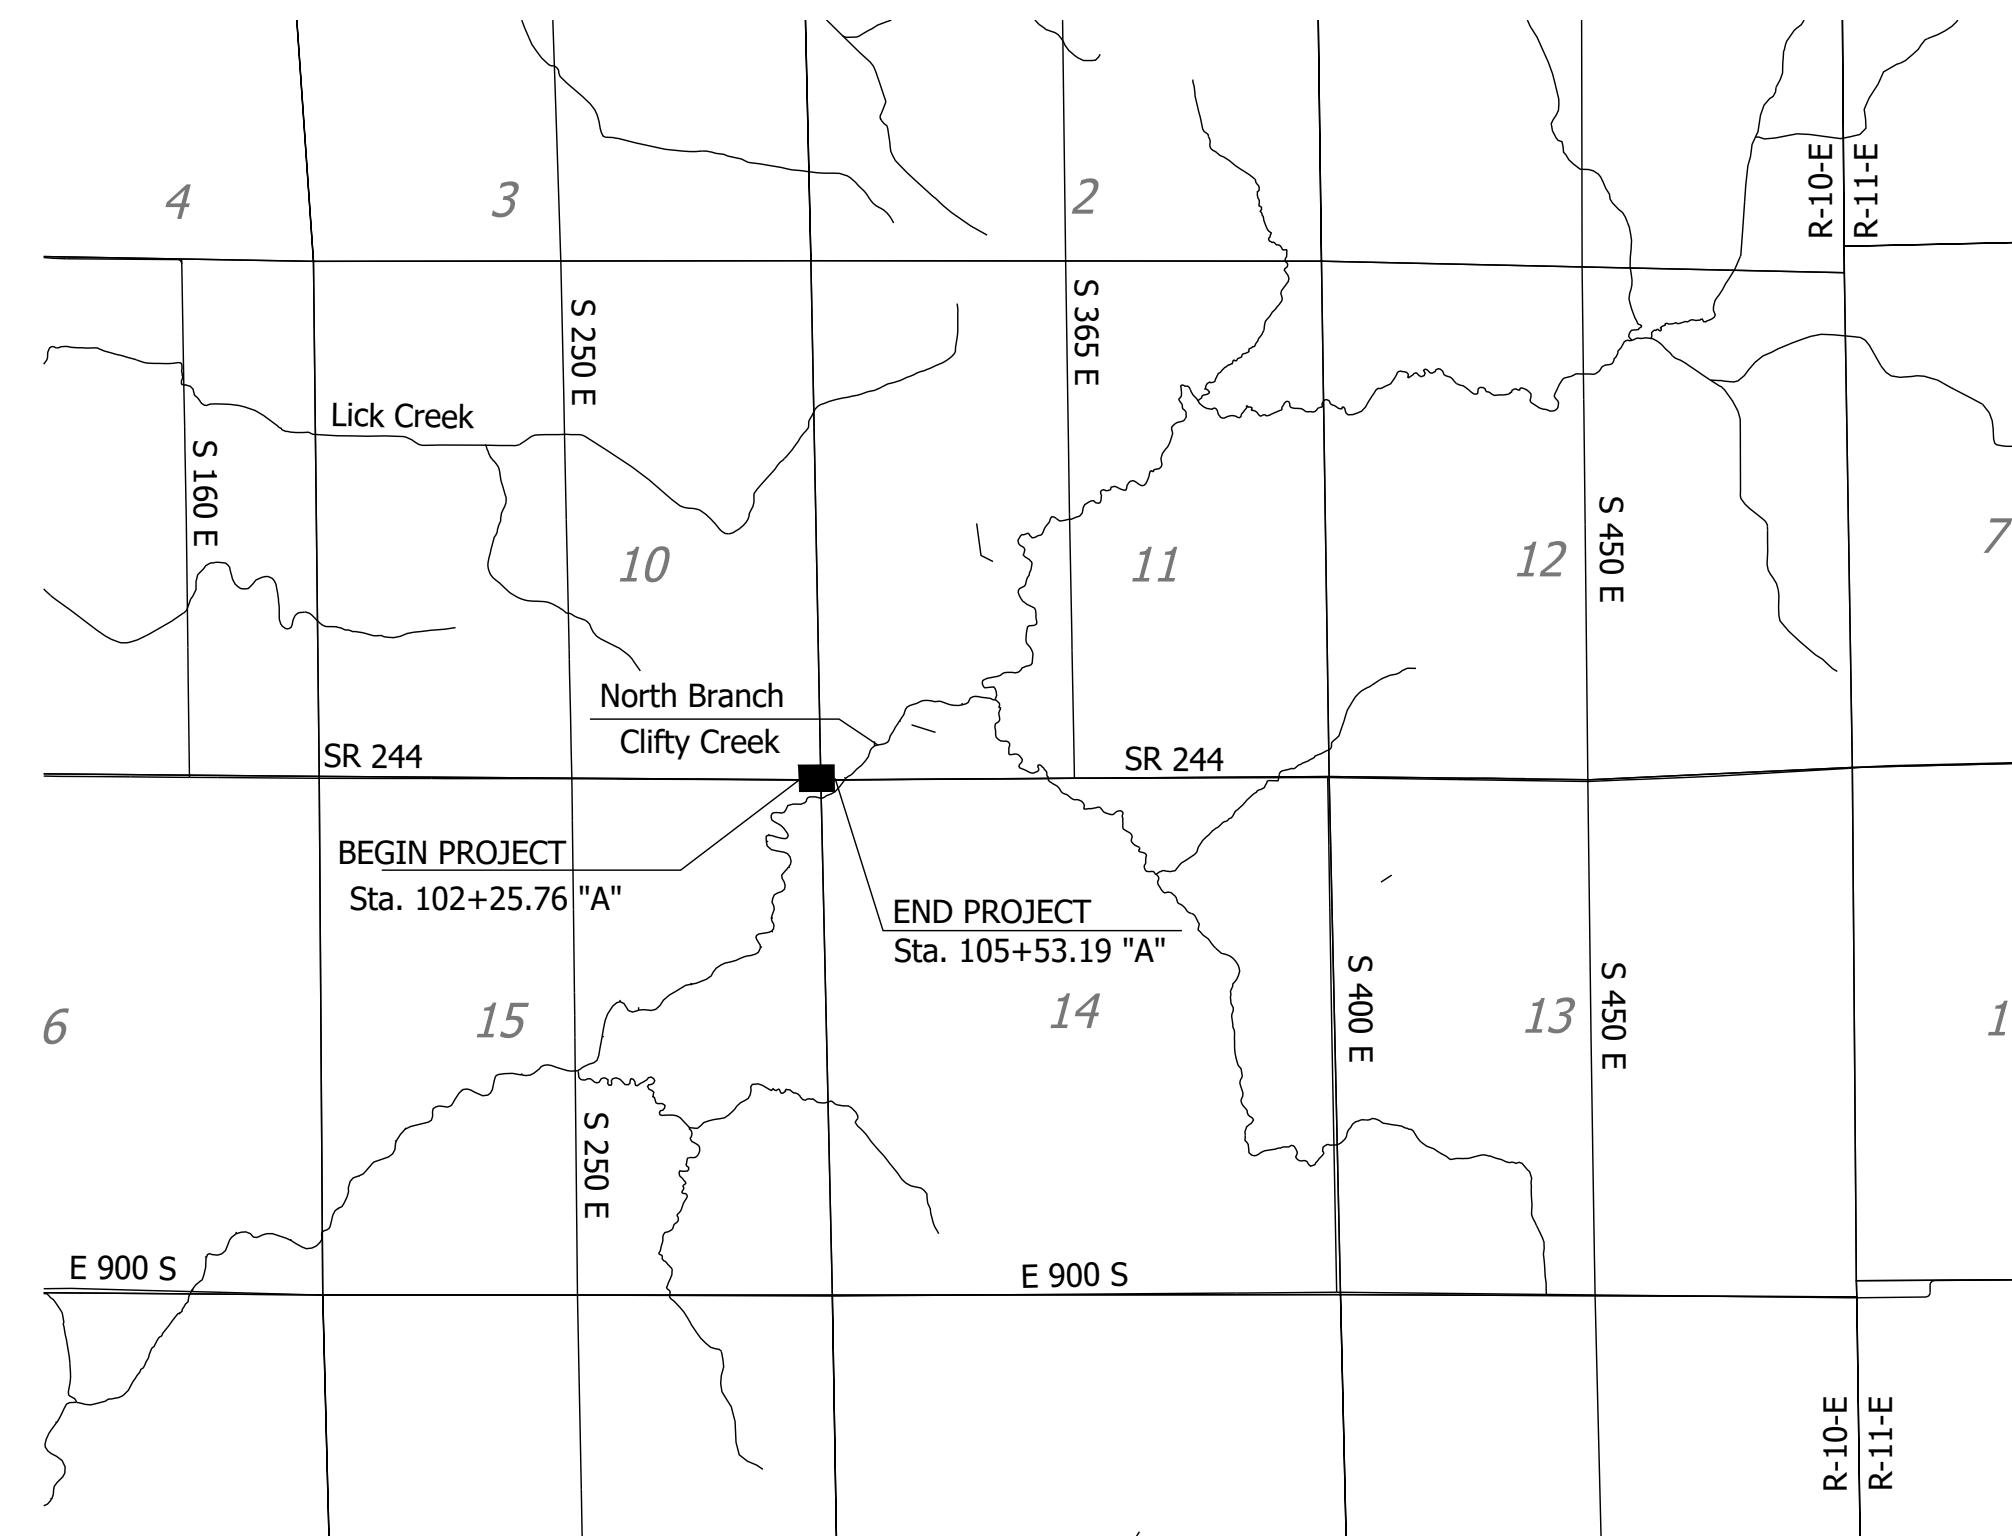 R-10-E
R-11-E
4
3
2
S 250 E
S 365 E
Lick Creek
S 160 E
S 450 E
10
11
12
7
North Branch
Clifty Creek
SR 244
SR 244
BEGIN PROJECT
Sta. 102+25.76 "A"
END PROJECT
Sta. 105+53.19 "A"
S 400 E
S 450 E
6
15
14
13
1
S 250 E
E 900 S
E 900 S
R-10-E
R-11-E